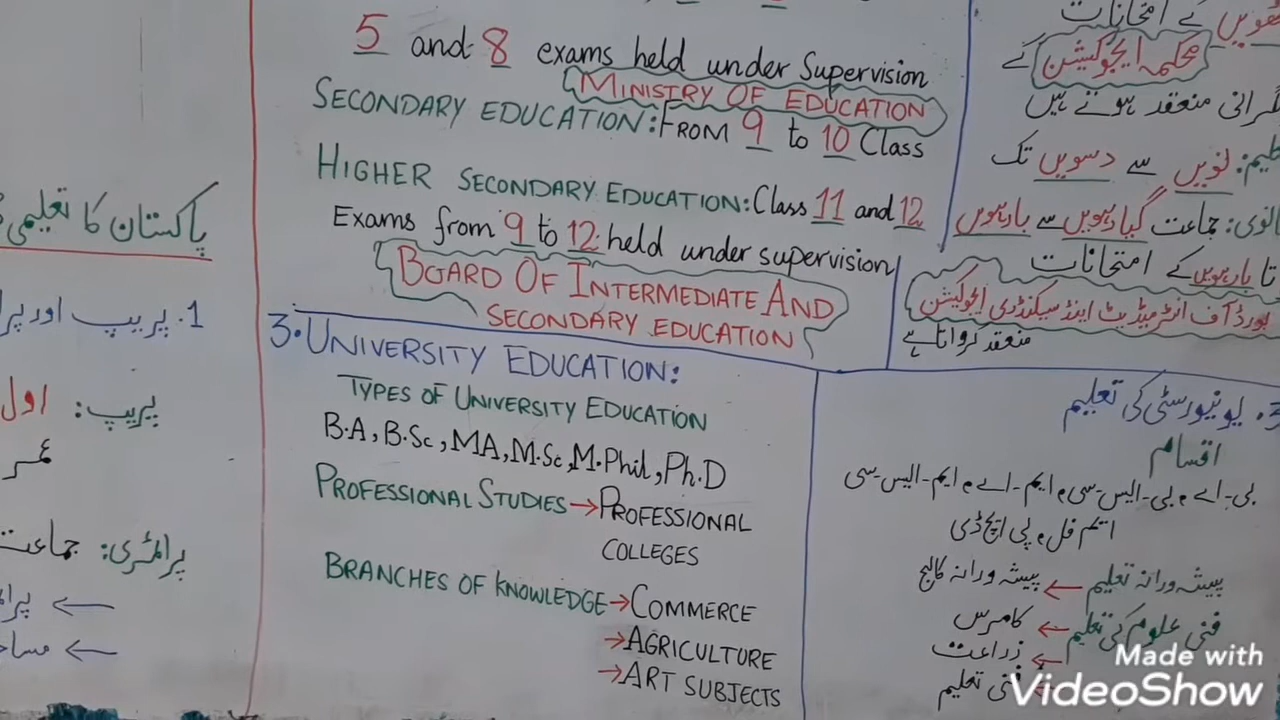 5 and 8 exams held under Supervision
MINISTRY OF EDUCATION
SECONDARY EDUCATION: FROM 9 to 10 Class
HIGHER SECONDARY EDUCATION: Class 11 and 12
Exams from 9 to 12 held under supervision
BOARD OF INTERMEDIATE AND
SECONDARY EDUCATION
3. UNIVERSITY EDUCATION:
TYPES OF UNIVERSITY EDUCATION
B.A, B.Sc, MA, M.Sc, M.Phil, Ph.D
PROFESSIONAL STUDIES → PROFESSIONAL
COLLEGES
BRANCHES OF KNOWLEDGE → COMMERCE
→ AGRICULTURE
→ ART SUBJECTS
پاکستان کا تعلیمی
1. پریپ اور
پریپ: اول
عمر
پرائمری: جماعت
←
←
کے امتحانات
محکمہ ایجوکیشن کے
نگرانی منعقد ہوتے ہیں
نویں سے دسویں تک
جماعت گیارہویں سے بارہویں
تا بارہویں کے امتحانات
بورڈ آف انٹرمیڈیٹ اینڈ سیکنڈری ایجوکیشن
منعقد کرواتا ہے
3. یونیورسٹی کی تعلیم
اقسام
بی-اے، بی-ایس-سی، ایم-اے، ایم-ایس-سی
ایم فل، پی ایچ ڈی
پیشہ ورانہ تعلیم ← پیشہ ورانہ کالج
فنی علوم کی تعلیم ← کامرس
← زراعت
← فنی تعلیم
Made with
VideoShow